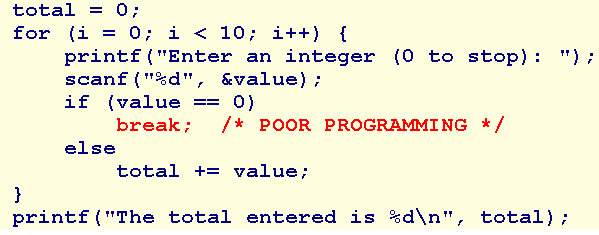 total = 0;
for (i = 0; i < 10; i++) {
    printf("Enter an integer (0 to stop): ");
    scanf("%d", &value);
    if (value == 0)
        break;  /* POOR PROGRAMMING */
    else
        total += value;
}
printf("The total entered is %d\n", total);